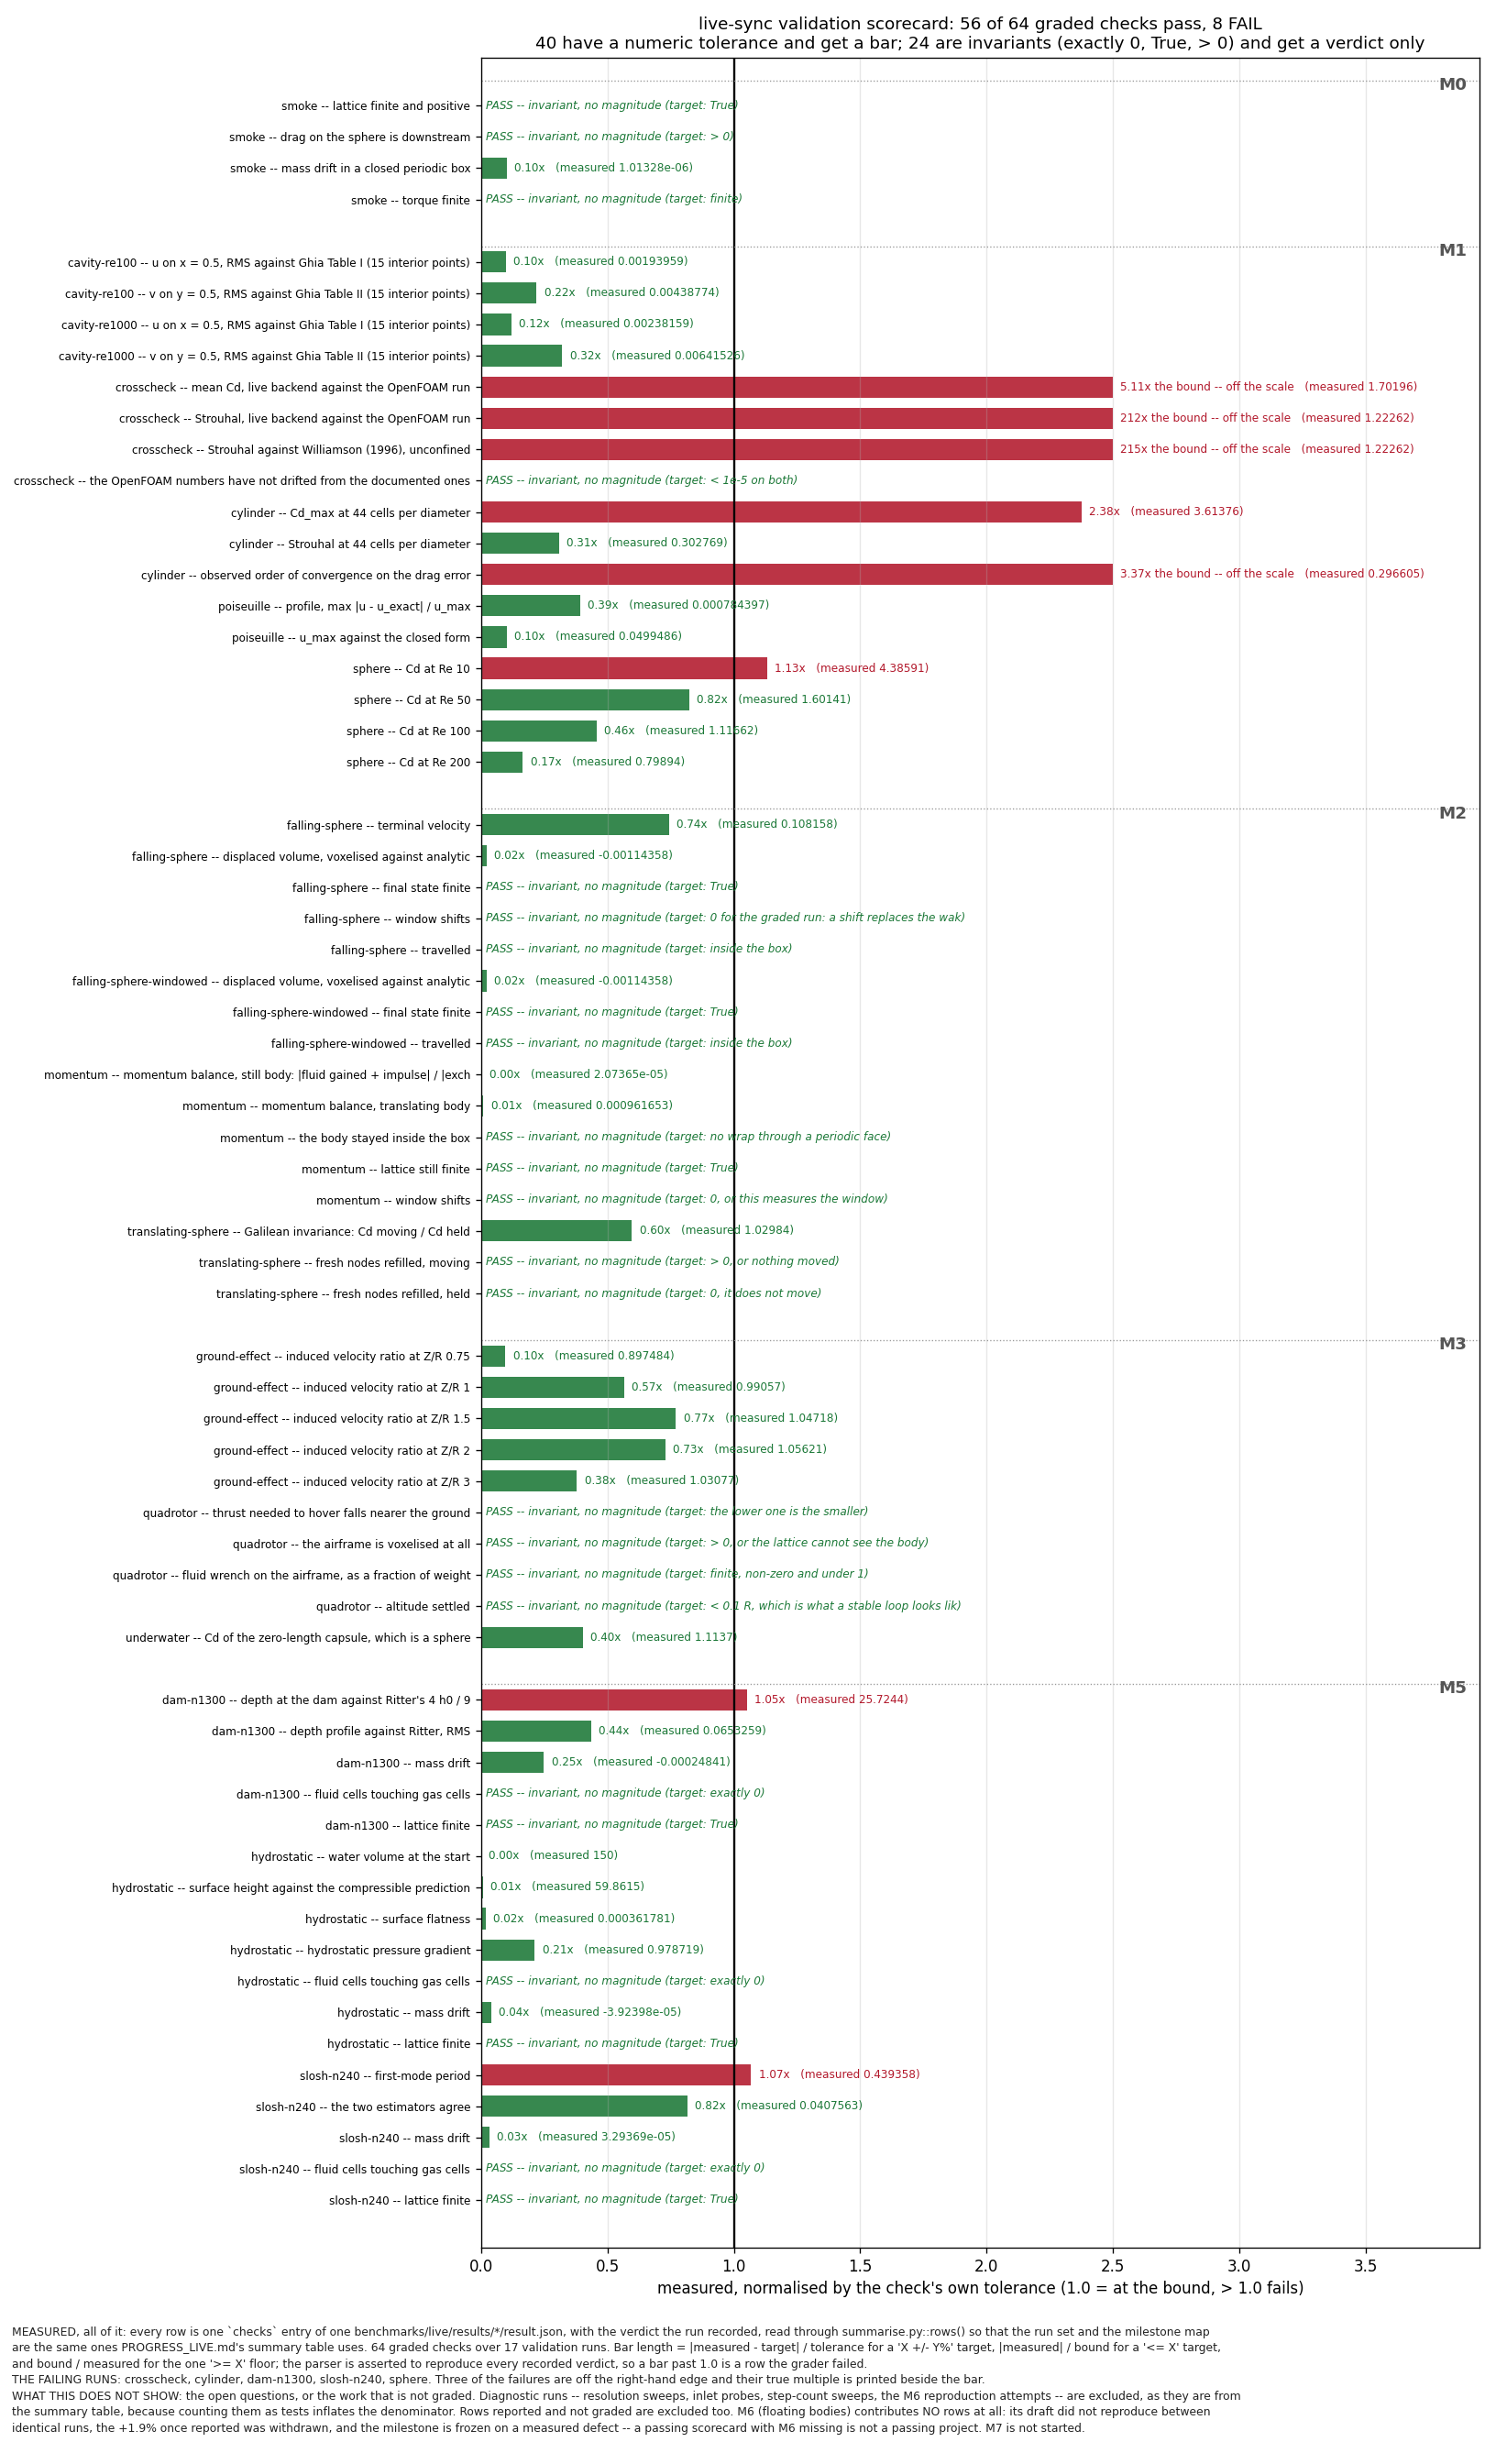 live-sync validation scorecard: 56 of 64 graded checks pass, 8 FAIL
40 have a numeric tolerance and get a bar; 24 are invariants (exactly 0, True, > 0) and get a verdict only
M0
smoke -- lattice finite and positive PASS -- invariant, no magnitude (target: True)
smoke -- drag on the sphere is downstream PASS -- invariant, no magnitude (target: > 0)
smoke -- mass drift in a closed periodic box 0.10x (measured 1.01328e-06)
smoke -- torque finite PASS -- invariant, no magnitude (target: finite)
M1
cavity-re100 -- u on x = 0.5, RMS against Ghia Table I (15 interior points) 0.10x (measured 0.00193959)
cavity-re100 -- v on y = 0.5, RMS against Ghia Table II (15 interior points) 0.22x (measured 0.00438774)
cavity-re1000 -- u on x = 0.5, RMS against Ghia Table I (15 interior points) 0.12x (measured 0.00238159)
cavity-re1000 -- v on y = 0.5, RMS against Ghia Table II (15 interior points) 0.32x (measured 0.00641526)
crosscheck -- mean Cd, live backend against the OpenFOAM run 5.11x the bound -- off the scale (measured 1.70196)
crosscheck -- Strouhal, live backend against the OpenFOAM run 212x the bound -- off the scale (measured 1.22262)
crosscheck -- Strouhal against Williamson (1996), unconfined 215x the bound -- off the scale (measured 1.22262)
crosscheck -- the OpenFOAM numbers have not drifted from the documented ones PASS -- invariant, no magnitude (target: < 1e-5 on both)
cylinder -- Cd_max at 44 cells per diameter 2.38x (measured 3.61376)
cylinder -- Strouhal at 44 cells per diameter 0.31x (measured 0.302769)
cylinder -- observed order of convergence on the drag error 3.37x the bound -- off the scale (measured 0.296605)
poiseuille -- profile, max |u - u_exact| / u_max 0.39x (measured 0.000784397)
poiseuille -- u_max against the closed form 0.10x (measured 0.0499486)
sphere -- Cd at Re 10 1.13x (measured 4.38591)
sphere -- Cd at Re 50 0.82x (measured 1.60141)
sphere -- Cd at Re 100 0.46x (measured 1.11662)
sphere -- Cd at Re 200 0.17x (measured 0.79894)
M2
falling-sphere -- terminal velocity 0.74x (measured 0.108158)
falling-sphere -- displaced volume, voxelised against analytic 0.02x (measured -0.00114358)
falling-sphere -- final state finite PASS -- invariant, no magnitude (target: True)
falling-sphere -- window shifts PASS -- invariant, no magnitude (target: 0 for the graded run: a shift replaces the wak)
falling-sphere -- travelled PASS -- invariant, no magnitude (target: inside the box)
falling-sphere-windowed -- displaced volume, voxelised against analytic 0.02x (measured -0.00114358)
falling-sphere-windowed -- final state finite PASS -- invariant, no magnitude (target: True)
falling-sphere-windowed -- travelled PASS -- invariant, no magnitude (target: inside the box)
momentum -- momentum balance, still body: |fluid gained + impulse| / |exch 0.00x (measured 2.07365e-05)
momentum -- momentum balance, translating body 0.01x (measured 0.000961653)
momentum -- the body stayed inside the box PASS -- invariant, no magnitude (target: no wrap through a periodic face)
momentum -- lattice still finite PASS -- invariant, no magnitude (target: True)
momentum -- window shifts PASS -- invariant, no magnitude (target: 0, or this measures the window)
translating-sphere -- Galilean invariance: Cd moving / Cd held 0.60x (measured 1.02984)
translating-sphere -- fresh nodes refilled, moving PASS -- invariant, no magnitude (target: > 0, or nothing moved)
translating-sphere -- fresh nodes refilled, held PASS -- invariant, no magnitude (target: 0, it does not move)
M3
ground-effect -- induced velocity ratio at Z/R 0.75 0.10x (measured 0.897484)
ground-effect -- induced velocity ratio at Z/R 1 0.57x (measured 0.99057)
ground-effect -- induced velocity ratio at Z/R 1.5 0.77x (measured 1.04718)
ground-effect -- induced velocity ratio at Z/R 2 0.73x (measured 1.05621)
ground-effect -- induced velocity ratio at Z/R 3 0.38x (measured 1.03077)
quadrotor -- thrust needed to hover falls nearer the ground PASS -- invariant, no magnitude (target: the lower one is the smaller)
quadrotor -- the airframe is voxelised at all PASS -- invariant, no magnitude (target: > 0, or the lattice cannot see the body)
quadrotor -- fluid wrench on the airframe, as a fraction of weight PASS -- invariant, no magnitude (target: finite, non-zero and under 1)
quadrotor -- altitude settled PASS -- invariant, no magnitude (target: < 0.1 R, which is what a stable loop looks lik)
underwater -- Cd of the zero-length capsule, which is a sphere 0.40x (measured 1.1137)
M5
dam-n1300 -- depth at the dam against Ritter's 4 h0 / 9 1.05x (measured 25.7244)
dam-n1300 -- depth profile against Ritter, RMS 0.44x (measured 0.0653259)
dam-n1300 -- mass drift 0.25x (measured -0.00024841)
dam-n1300 -- fluid cells touching gas cells PASS -- invariant, no magnitude (target: exactly 0)
dam-n1300 -- lattice finite PASS -- invariant, no magnitude (target: True)
hydrostatic -- water volume at the start 0.00x (measured 150)
hydrostatic -- surface height against the compressible prediction 0.01x (measured 59.8615)
hydrostatic -- surface flatness 0.02x (measured 0.000361781)
hydrostatic -- hydrostatic pressure gradient 0.21x (measured 0.978719)
hydrostatic -- fluid cells touching gas cells PASS -- invariant, no magnitude (target: exactly 0)
hydrostatic -- mass drift 0.04x (measured -3.92398e-05)
hydrostatic -- lattice finite PASS -- invariant, no magnitude (target: True)
slosh-n240 -- first-mode period 1.07x (measured 0.439358)
slosh-n240 -- the two estimators agree 0.82x (measured 0.0407563)
slosh-n240 -- mass drift 0.03x (measured 3.29369e-05)
slosh-n240 -- fluid cells touching gas cells PASS -- invariant, no magnitude (target: exactly 0)
slosh-n240 -- lattice finite PASS -- invariant, no magnitude (target: True)
0.0 0.5 1.0 1.5 2.0 2.5 3.0 3.5
measured, normalised by the check's own tolerance (1.0 = at the bound, > 1.0 fails)
MEASURED, all of it: every row is one `checks` entry of one benchmarks/live/results/*/result.json, with the verdict the run recorded, read through summarise.py::rows() so that the run set and the milestone map
are the same ones PROGRESS_LIVE.md's summary table uses. 64 graded checks over 17 validation runs. Bar length = |measured - target| / tolerance for a 'X +/- Y%' target, |measured| / bound for a '<= X' target,
and bound / measured for the one '>= X' floor; the parser is asserted to reproduce every recorded verdict, so a bar past 1.0 is a row the grader failed.
THE FAILING RUNS: crosscheck, cylinder, dam-n1300, slosh-n240, sphere. Three of the failures are off the right-hand edge and their true multiple is printed beside the bar.
WHAT THIS DOES NOT SHOW: the open questions, or the work that is not graded. Diagnostic runs -- resolution sweeps, inlet probes, step-count sweeps, the M6 reproduction attempts -- are excluded, as they are from
the summary table, because counting them as tests inflates the denominator. Rows reported and not graded are excluded too. M6 (floating bodies) contributes NO rows at all: its draft did not reproduce between
identical runs, the +1.9% once reported was withdrawn, and the milestone is frozen on a measured defect -- a passing scorecard with M6 missing is not a passing project. M7 is not started.